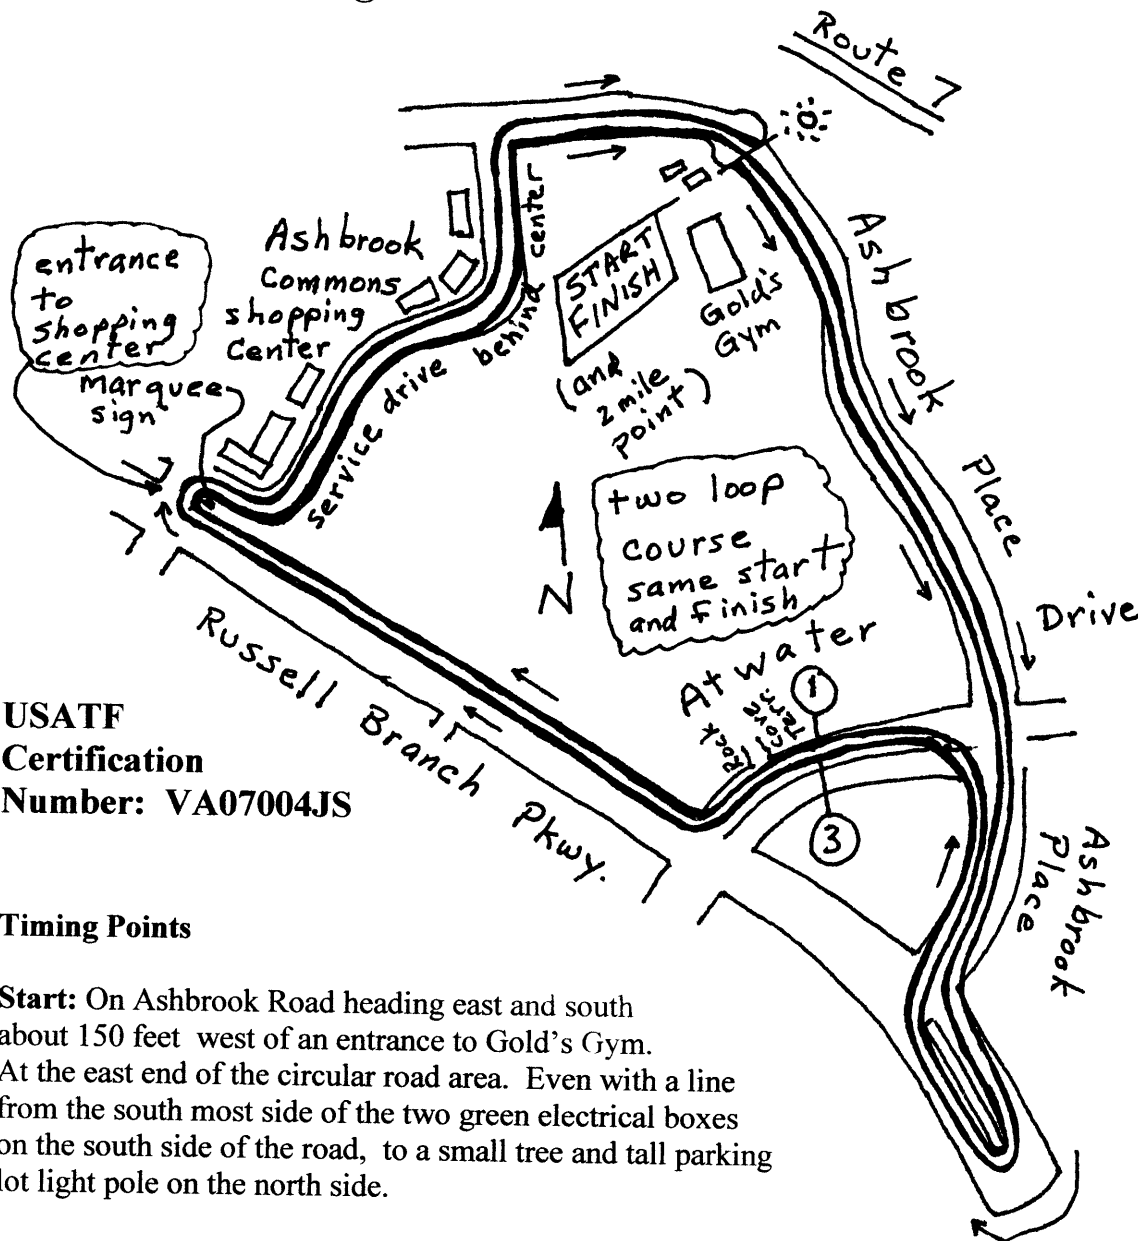 Route 7
Ashbrook
Commons
shopping
Center
entrance
to
shopping
center
Marquee
sign
service drive behind center
START
FINISH
(and
2 mile
point)
Gold's
Gym
Ashbrook Place
Drive
two loop
course
same start
and finish
N
Atwater
Rock
Cove
Tern
1
3
Russell Branch Pkwy.
Ashbrook
Place
USATF
Certification
Number: VA07004JS
Timing Points
Start: On Ashbrook Road heading east and south
about 150 feet west of an entrance to Gold's Gym.
At the east end of the circular road area. Even with a line
from the south most side of the two green electrical boxes
on the south side of the road, to a small tree and tall parking
lot light pole on the north side.